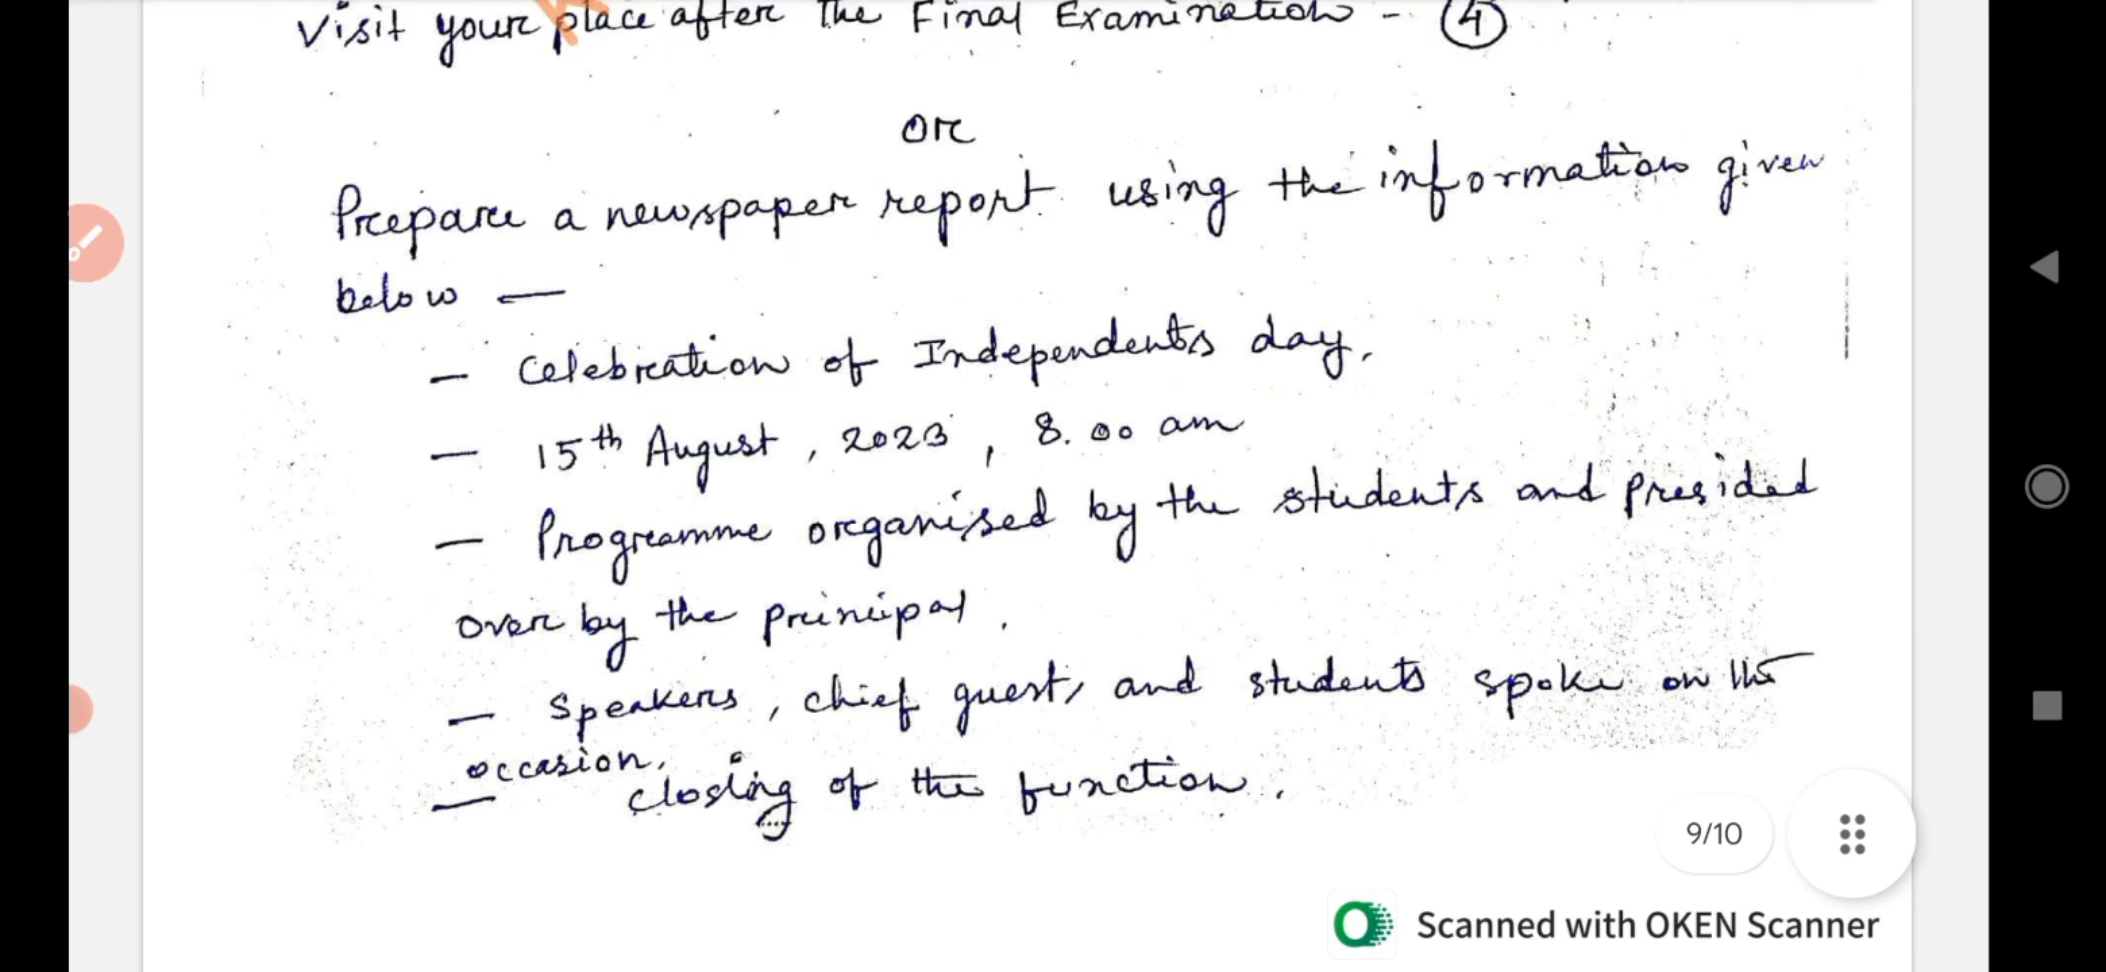 Visit your place after the Final Examination - 4
or
Prepare a newspaper report using the information given
below —
- Celebration of Independents day.
- 15th August, 2023, 8.00 am
- Programme organised by the students and presided
over by the principal.
- Speakers, chief guest, and students spoke on the
occasion.
- closing of the function.
9/10
Scanned with OKEN Scanner